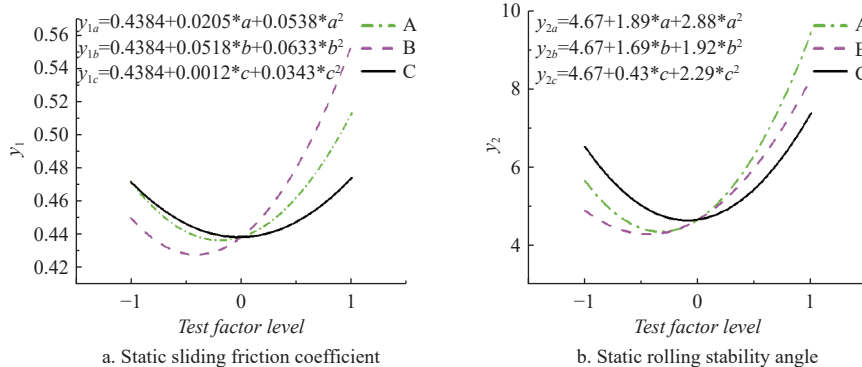 y1a=0.4384+0.0205*a+0.0538*a²
A
y1b=0.4384+0.0518*b+0.0633*b²
B
y1c=0.4384+0.0012*c+0.0343*c²
C
0.56
0.54
0.52
0.50
0.48
0.46
0.44
0.42
y1
−1
0
1
Test factor level
a. Static sliding friction coefficient
y2a=4.67+1.89*a+2.88*a²
A
y2b=4.67+1.69*b+1.92*b²
y2c=4.67+0.43*c+2.29*c²
10
8
6
4
y2
−1
0
1
Test factor level
b. Static rolling stability angle